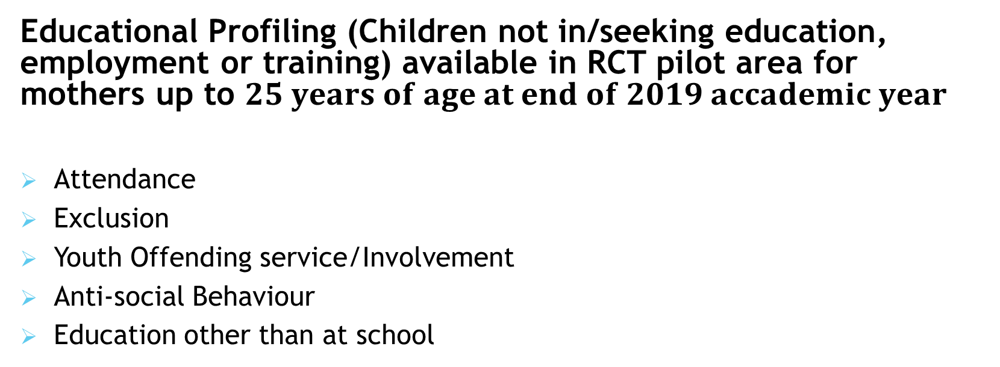 Educational Profiling (Children not in/seeking education,
employment or training) available in RCT pilot area for
mothers up to 25 years of age at end of 2019 accademic year
Attendance
Exclusion
Youth Offending service/Involvement
Anti-social Behaviour
Education other than at school